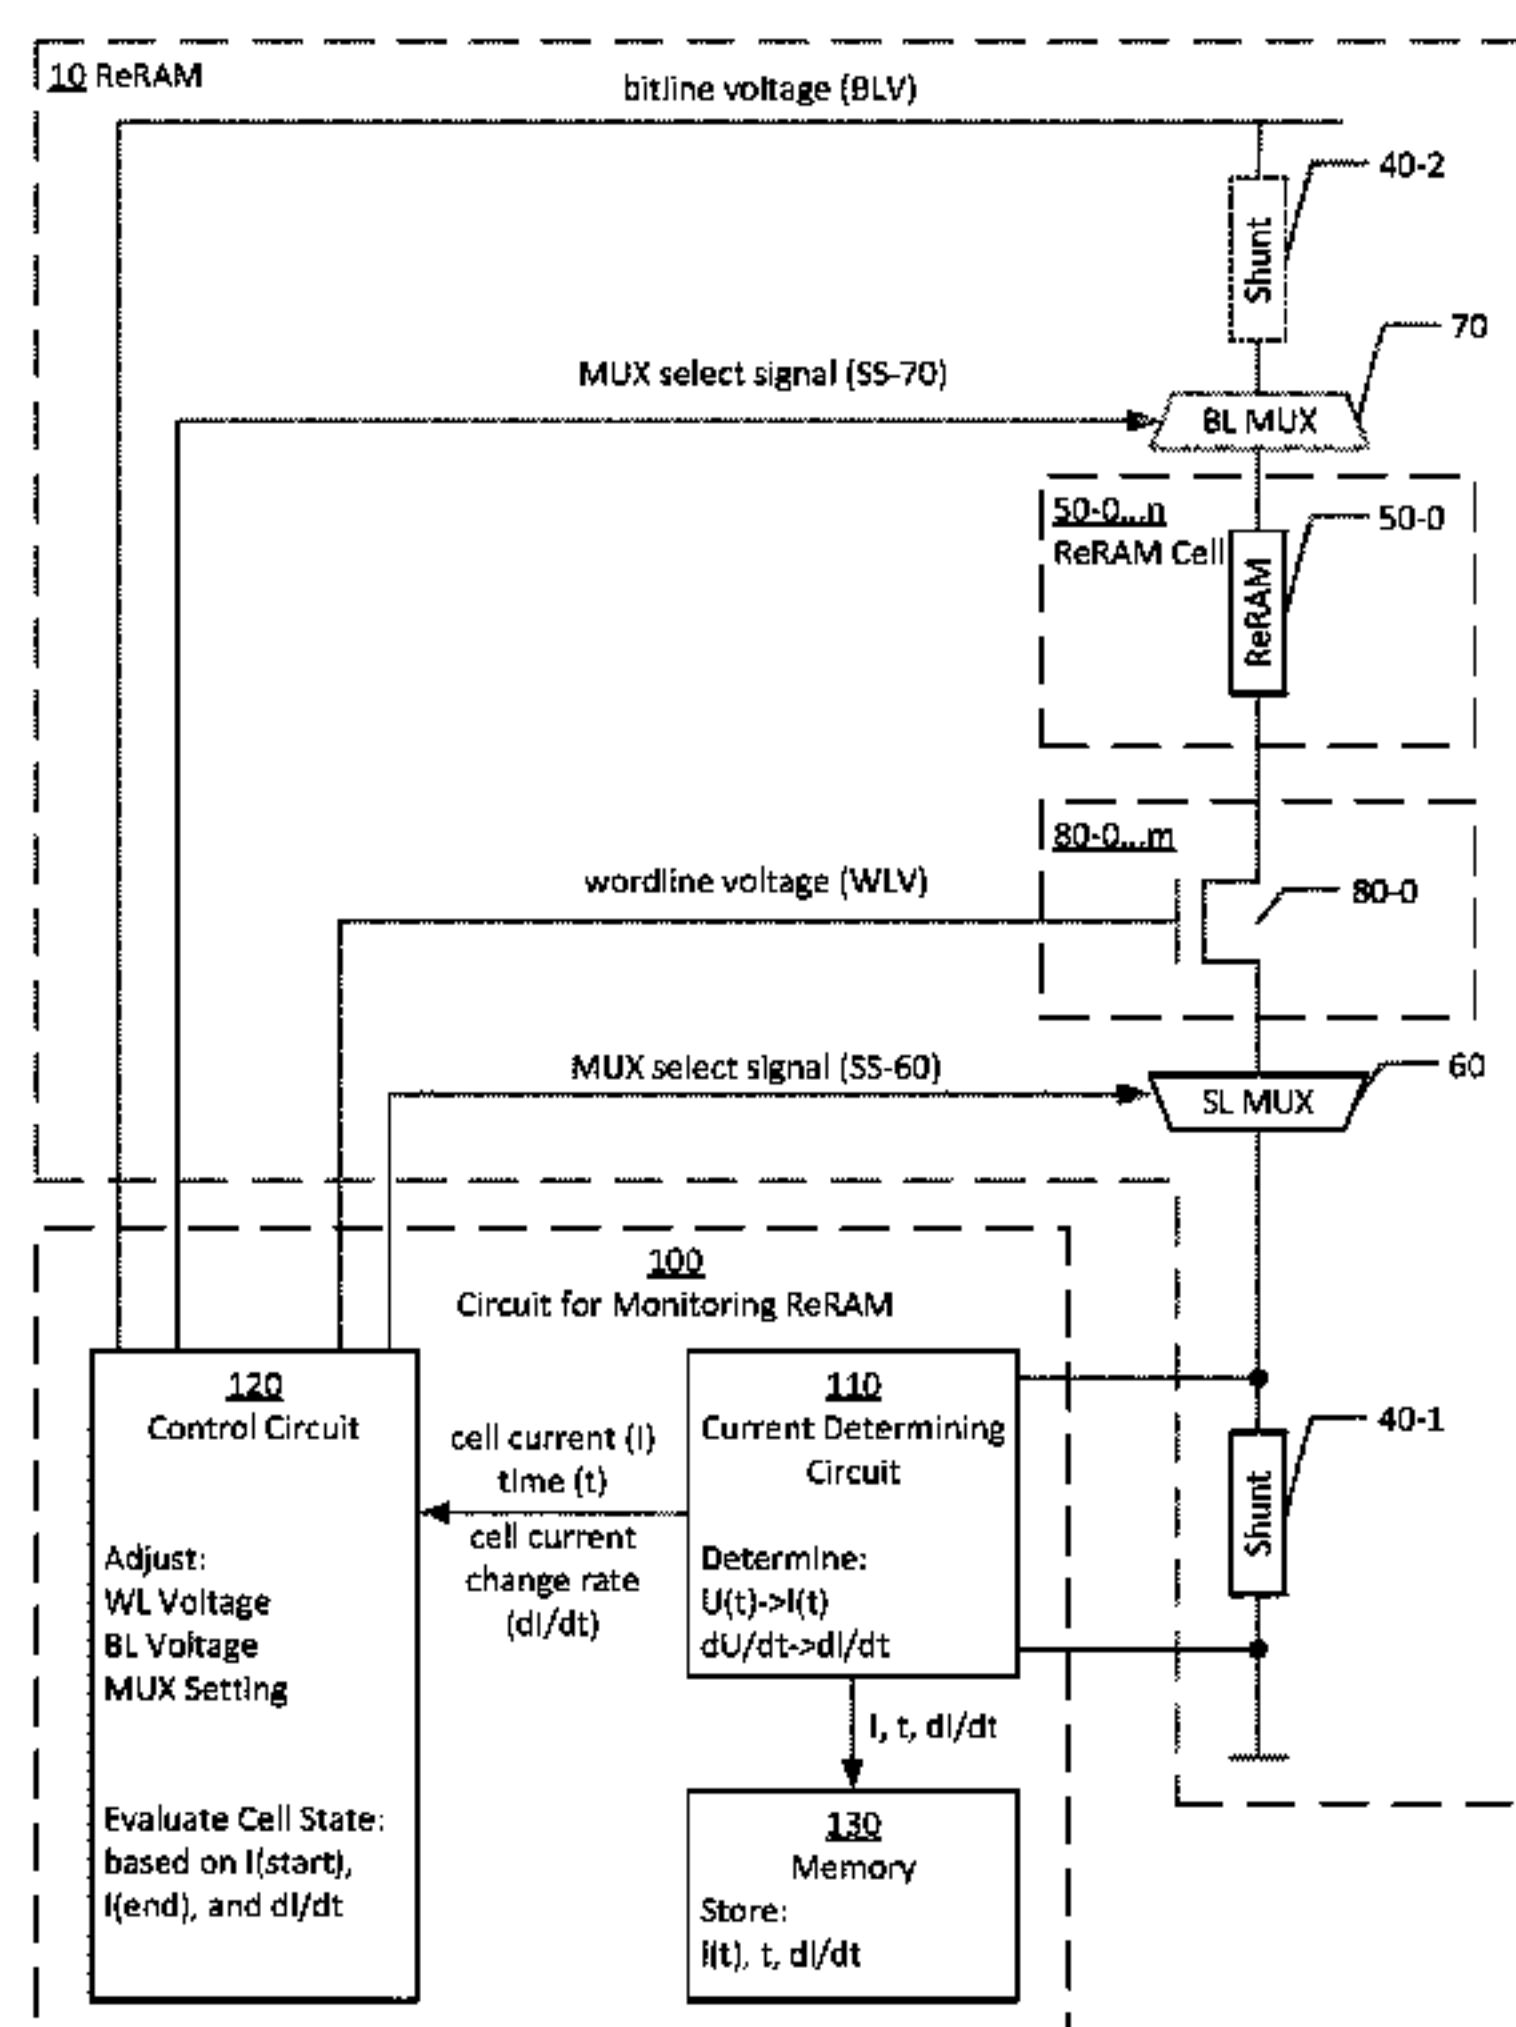 10 ReRAM
bitline voltage (BLV)
40-2
Shunt
70
MUX select signal (SS-70)
BL MUX
50-0...n
ReRAM Cell
50-0
ReRAM
80-0...m
wordline voltage (WLV)
80-0
MUX select signal (SS-60)
60
SL MUX
100
Circuit for Monitoring ReRAM
120
Control Circuit
Adjust:
WL Voltage
BL Voltage
MUX Setting
Evaluate Cell State:
based on I(start),
I(end), and dI/dt
cell current (I)
time (t)
cell current
change rate
(dI/dt)
110
Current Determining
Circuit
Determine:
U(t)->I(t)
dU/dt->dI/dt
40-1
Shunt
I, t, dI/dt
130
Memory
Store:
I(t), t, dI/dt